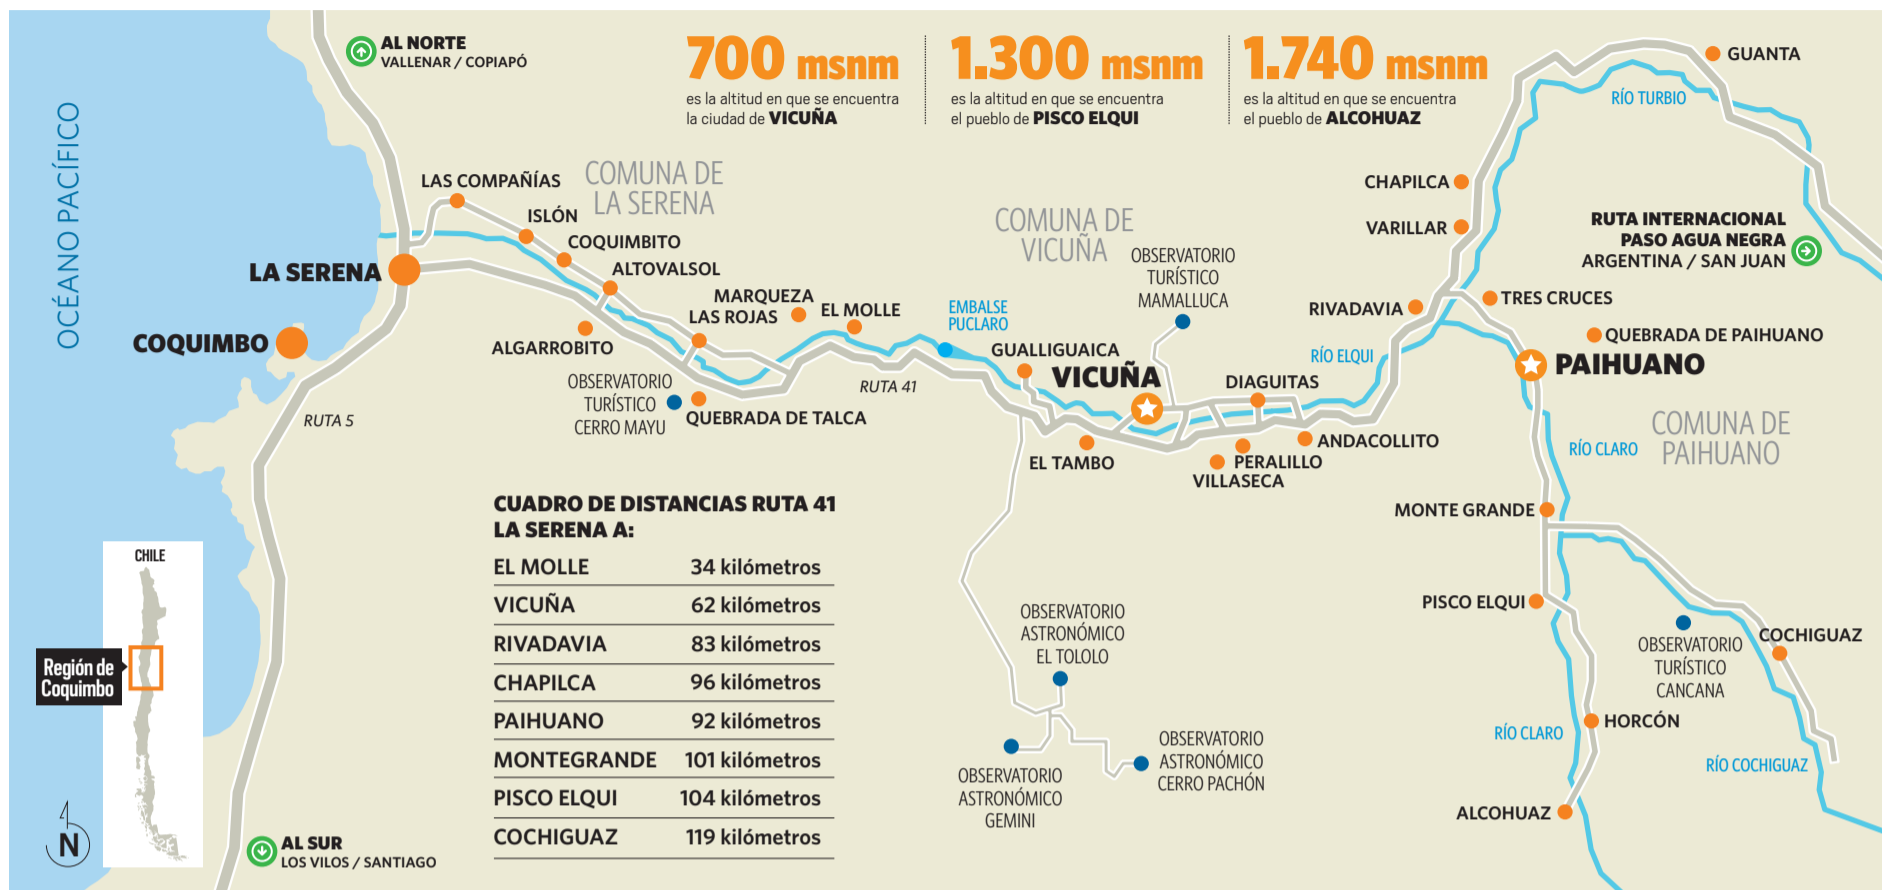 AL NORTE
VALLENAR / COPIAPÓ
700 msnm
es la altitud en que se encuentra
la ciudad de VICUÑA
1.300 msnm
es la altitud en que se encuentra
el pueblo de PISCO ELQUI
1.740 msnm
es la altitud en que se encuentra
el pueblo de ALCOHUAZ
GUANTA
RÍO TURBIO
OCÉANO PACÍFICO
LAS COMPAÑÍAS
COMUNA DE
LA SERENA
ISLÓN
COQUIMBITO
ALTOVALSOL
LA SERENA
COQUIMBO
MARQUEZA
LAS ROJAS
EL MOLLE
ALGARROBITO
OBSERVATORIO
TURÍSTICO
CERRO MAYU
QUEBRADA DE TALCA
RUTA 41
RUTA 5
EMBALSE
PUCLARO
COMUNA DE
VICUÑA
OBSERVATORIO
TURÍSTICO
MAMALLUCA
GUALLIGUAICA
VICUÑA
DIAGUITAS
EL TAMBO
PERALILLO
VILLASECA
ANDACOLLITO
RÍO ELQUI
CHAPILCA
VARILLAR
RIVADAVIA
RUTA INTERNACIONAL
PASO AGUA NEGRA
ARGENTINA / SAN JUAN
TRES CRUCES
QUEBRADA DE PAIHUANO
PAIHUANO
COMUNA DE
PAIHUANO
RÍO CLARO
MONTE GRANDE
PISCO ELQUI
OBSERVATORIO
TURÍSTICO
CANCANA
COCHIGUAZ
HORCÓN
RÍO CLARO
RÍO COCHIGUAZ
ALCOHUAZ
OBSERVATORIO
ASTRONÓMICO
EL TOLOLO
OBSERVATORIO
ASTRONÓMICO
GEMINI
OBSERVATORIO
ASTRONÓMICO
CERRO PACHÓN
CUADRO DE DISTANCIAS RUTA 41
LA SERENA A:
EL MOLLE 34 kilómetros
VICUÑA 62 kilómetros
RIVADAVIA 83 kilómetros
CHAPILCA 96 kilómetros
PAIHUANO 92 kilómetros
MONTEGRANDE 101 kilómetros
PISCO ELQUI 104 kilómetros
COCHIGUAZ 119 kilómetros
CHILE
Región de
Coquimbo
N
AL SUR
LOS VILOS / SANTIAGO